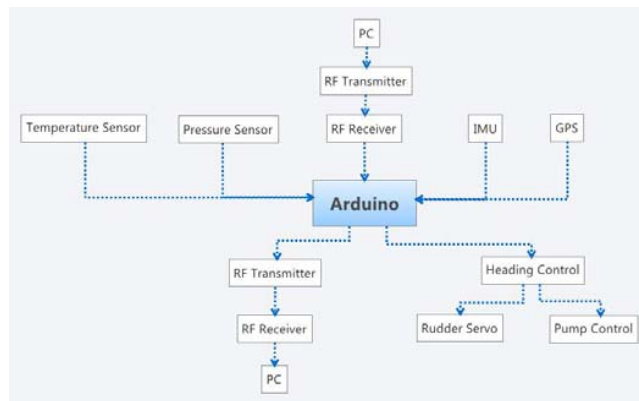 PC
RF Transmitter
Temperature Sensor
Pressure Sensor
RF Receiver
IMU
GPS
Arduino
RF Transmitter
Heading Control
RF Receiver
Rudder Servo
Pump Control
PC